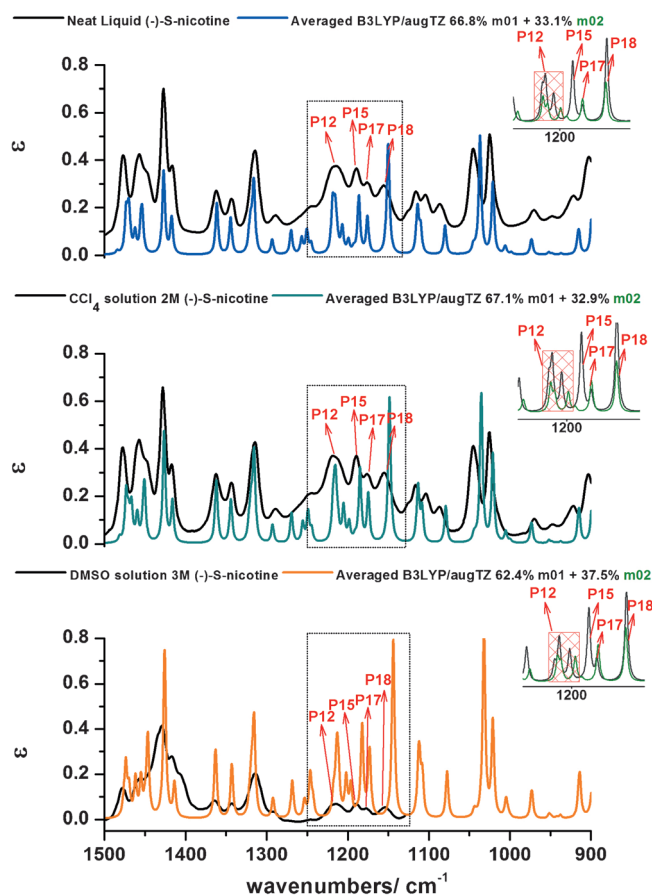 Neat Liquid (-)-S-nicotine Averaged B3LYP/augTZ 66.8% m01 + 33.1% m02
P12 P15 P17 P18
1200
0.8
0.6
0.4
0.2
0.0
ε
P12 P15 P17 P18
CCl4 solution 2M (-)-S-nicotine Averaged B3LYP/augTZ 67.1% m01 + 32.9% m02
P12 P15 P17 P18
1200
0.8
0.6
0.4
0.2
0.0
ε
P12 P15 P17 P18
DMSO solution 3M (-)-S-nicotine Averaged B3LYP/augTZ 62.4% m01 + 37.5% m02
P12 P15 P17 P18
1200
0.8
0.6
0.4
0.2
0.0
ε
P12 P15 P17 P18
1500 1400 1300 1200 1100 1000 900
wavenumbers/ cm-1